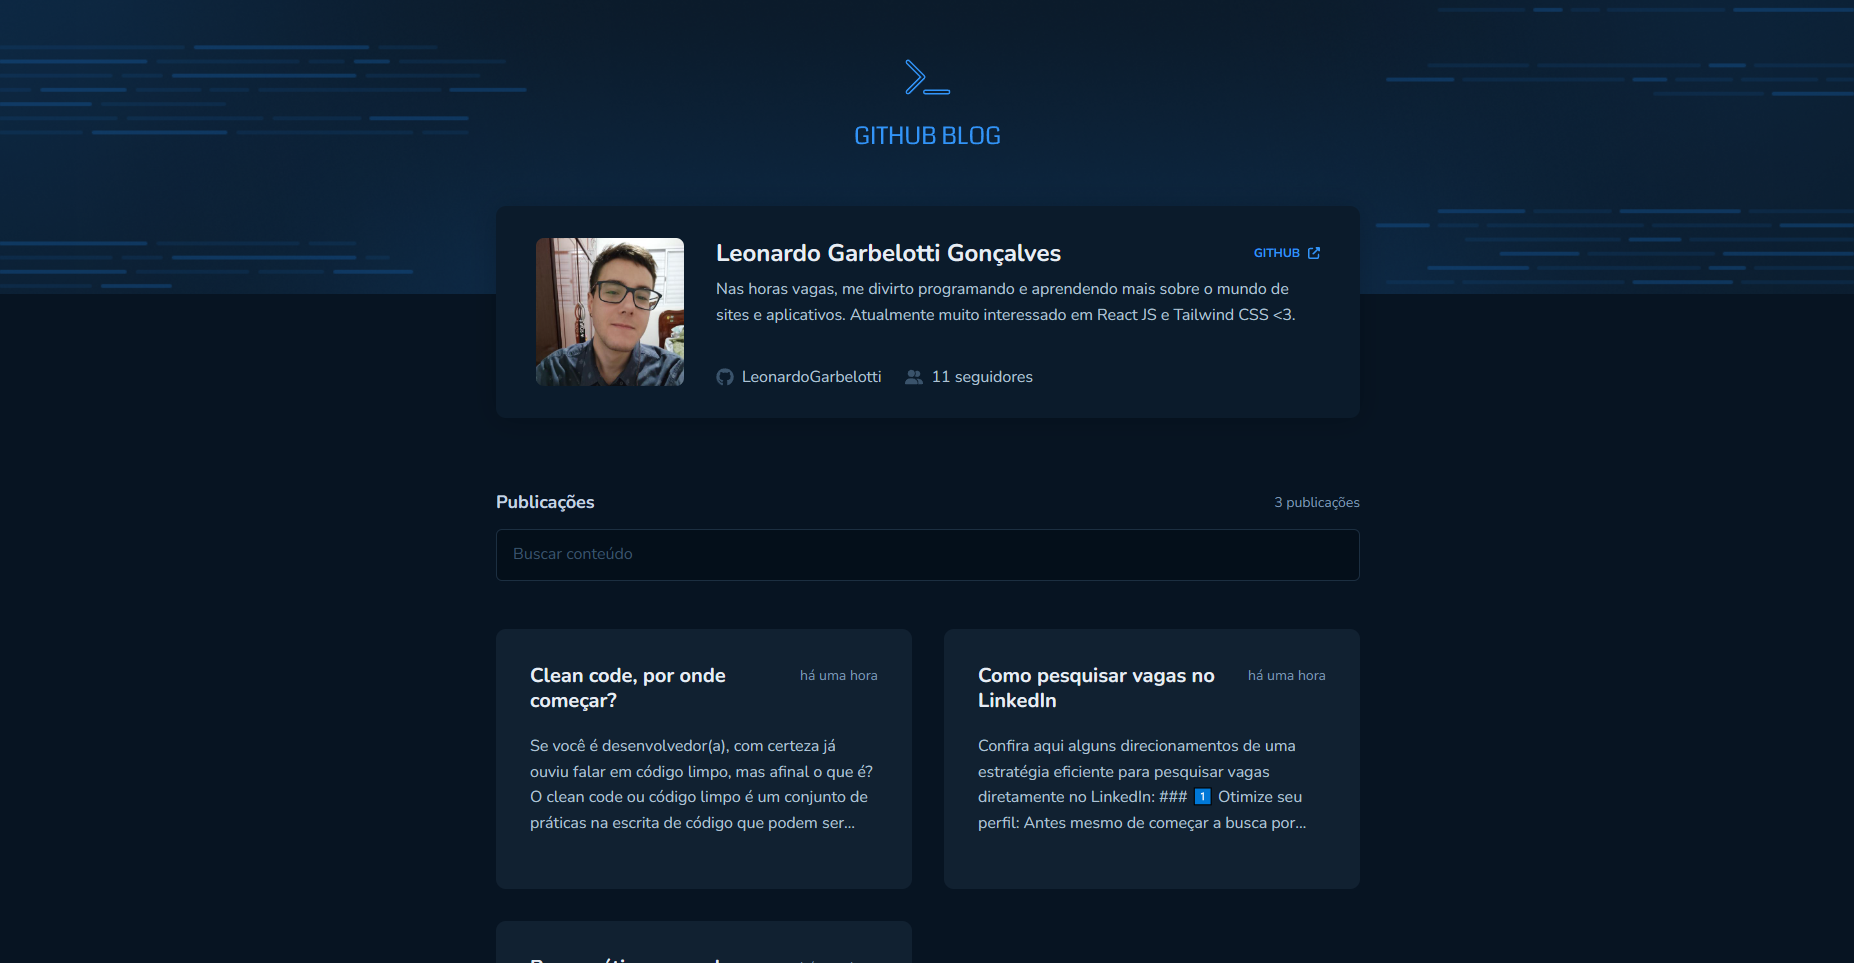 GITHUB BLOG
Leonardo Garbelotti Gonçalves
GITHUB
Nas horas vagas, me divirto programando e aprendendo mais sobre o mundo de
sites e aplicativos. Atualmente muito interessado em React JS e Tailwind CSS <3.
LeonardoGarbelotti
11 seguidores
Publicações
3 publicações
Buscar conteúdo
Clean code, por onde
começar?
há uma hora
Se você é desenvolvedor(a), com certeza já
ouviu falar em código limpo, mas afinal o que é?
O clean code ou código limpo é um conjunto de
práticas na escrita de código que podem ser...
Como pesquisar vagas no
LinkedIn
há uma hora
Confira aqui alguns direcionamentos de uma
estratégia eficiente para pesquisar vagas
diretamente no LinkedIn: ### 1️⃣ Otimize seu
perfil: Antes mesmo de começar a busca por...